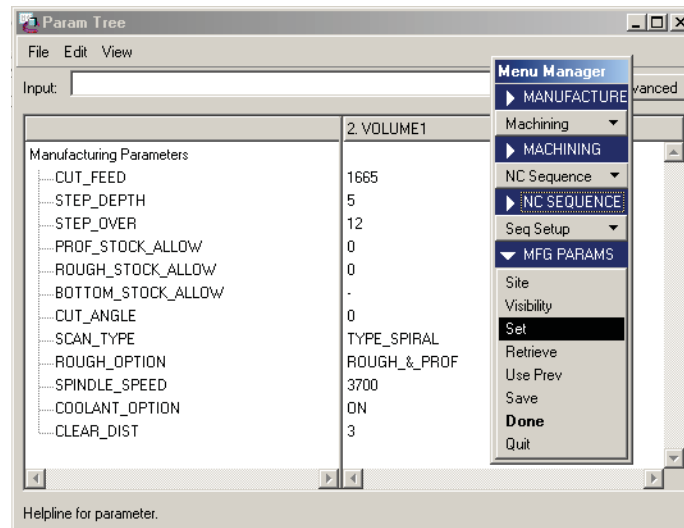 Param Tree
File Edit View
Input:
vanced
2. VOLUME1
Manufacturing Parameters
CUT_FEED 1665
STEP_DEPTH 5
STEP_OVER 12
PROF_STOCK_ALLOW 0
ROUGH_STOCK_ALLOW 0
BOTTOM_STOCK_ALLOW -
CUT_ANGLE 0
SCAN_TYPE TYPE_SPIRAL
ROUGH_OPTION ROUGH_&_PROF
SPINDLE_SPEED 3700
COOLANT_OPTION ON
CLEAR_DIST 3
Menu Manager
MANUFACTURE
Machining
MACHINING
NC Sequence
NC SEQUENCE
Seq Setup
MFG PARAMS
Site
Visibility
Set
Retrieve
Use Prev
Save
Done
Quit
Helpline for parameter.